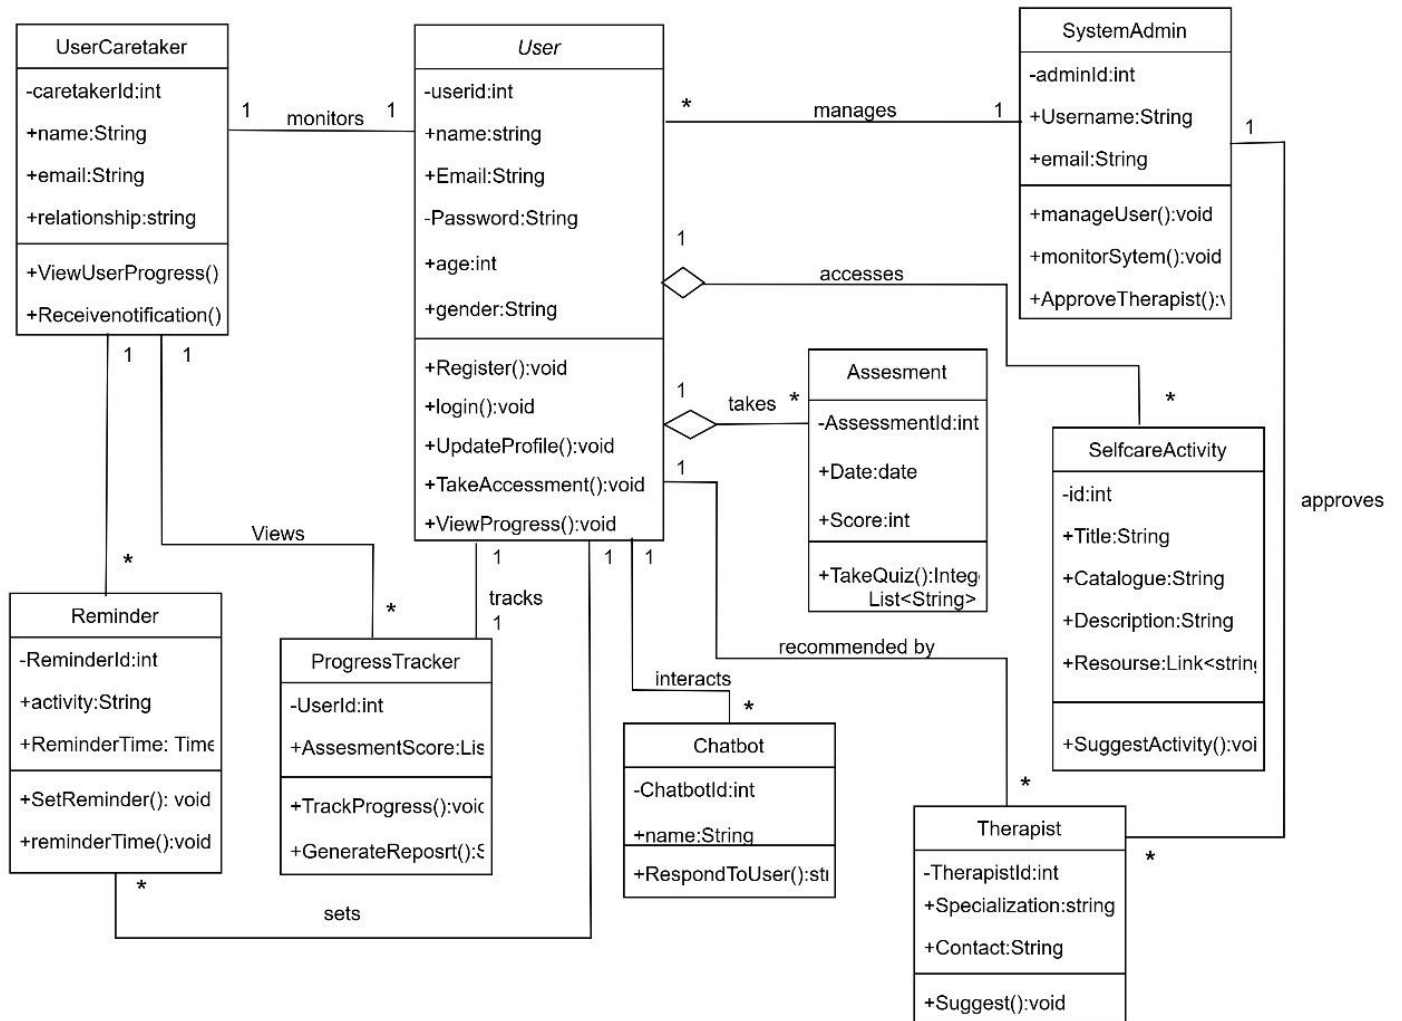 UserCaretaker
-caretakerId:int
+name:String
+email:String
+relationship:string
+ViewUserProgress()
+Receivenotification()
1
monitors
1
User
-userid:int
+name:string
+Email:String
-Password:String
+age:int
+gender:String
+Register():void
+login():void
+UpdateProfile():void
+TakeAccessment():void
+ViewProgress():void
*
manages
1
SystemAdmin
-adminId:int
+Username:String
+email:String
+manageUser():void
+monitorSytem():void
+ApproveTherapist():v
1
approves
*
1
accesses
*
1
takes
*
Assesment
-AssessmentId:int
+Date:date
+Score:int
+TakeQuiz():Integ
List<String>
SelfcareActivity
-id:int
+Title:String
+Catalogue:String
+Description:String
+Resourse:Link<string
+SuggestActivity():voi
1
recommended by
*
1
*
1
Views
*
Reminder
-ReminderId:int
+activity:String
+ReminderTime: Time
+SetReminder(): void
+reminderTime():void
*
sets
1
1
tracks
1
ProgressTracker
-UserId:int
+AssesmentScore:Lis
+TrackProgress():voic
+GenerateReposrt():S
1
interacts
*
Chatbot
-ChatbotId:int
+name:String
+RespondToUser():stri
Therapist
-TherapistId:int
+Specialization:string
+Contact:String
+Suggest():void